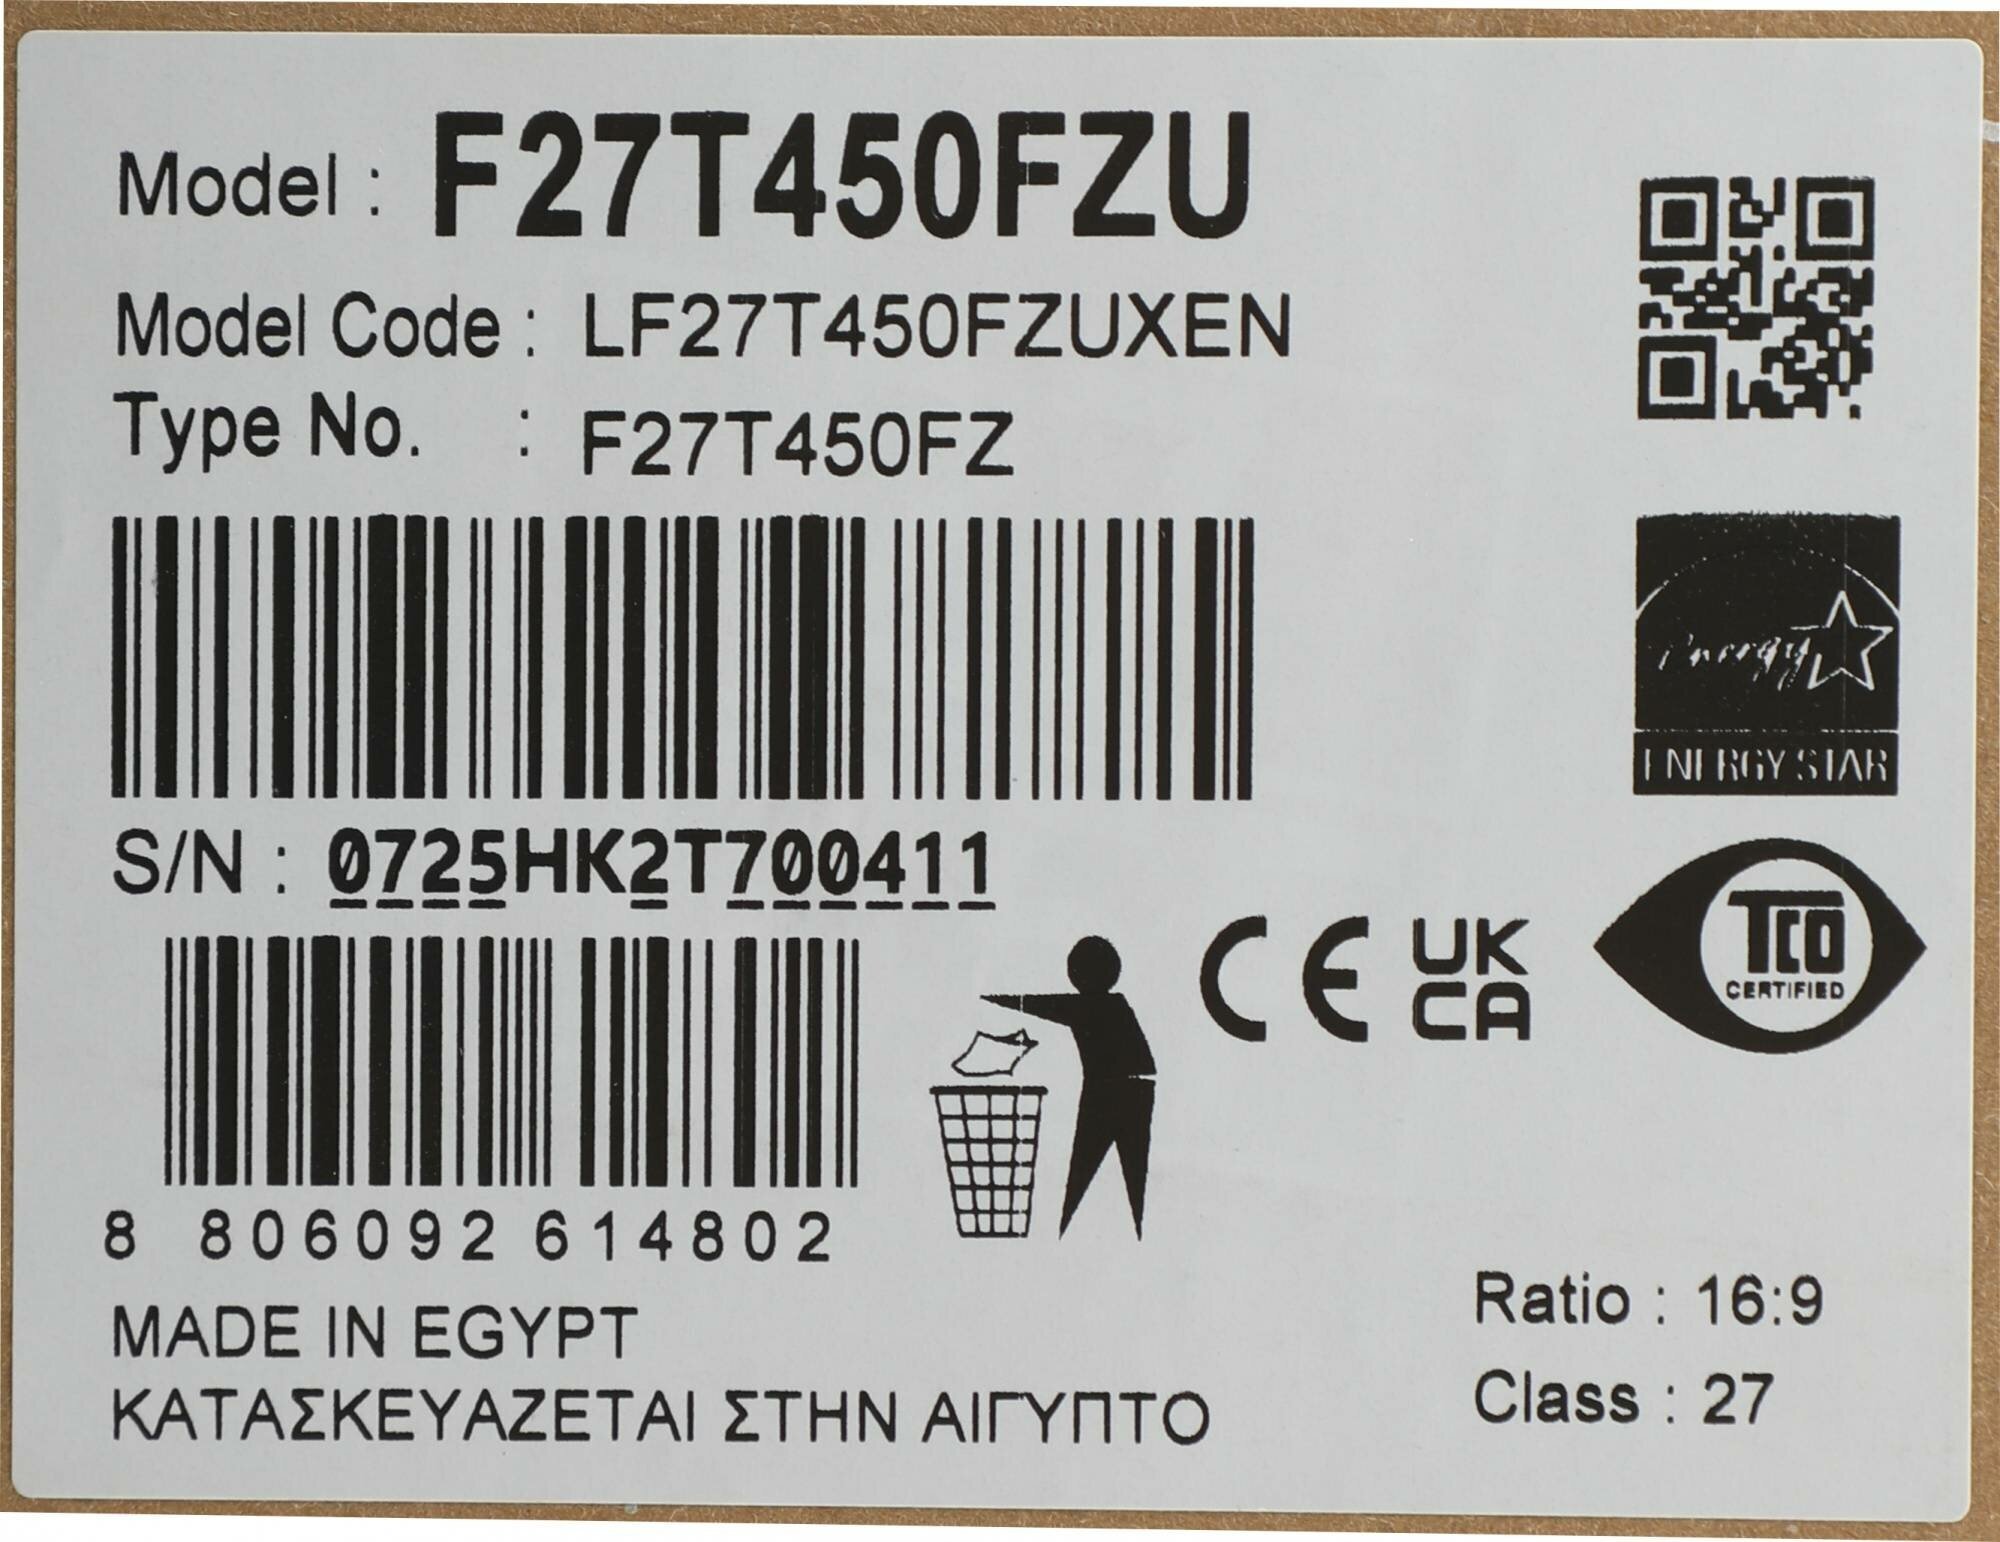 Model : F27T450FZU
Model Code : LF27T450FZUXEN
Type No. : F27T450FZ
Energy
ENERGY STAR
S/N : 0725HK2T700411
TCO
CERTIFIED
CE
UK
CA
8 806092 614802
MADE IN EGYPT
ΚΑΤΑΣΚΕΥΑΖΕΤΑΙ ΣΤΗΝ ΑΙΓΥΠΤΟ
Ratio : 16:9
Class : 27